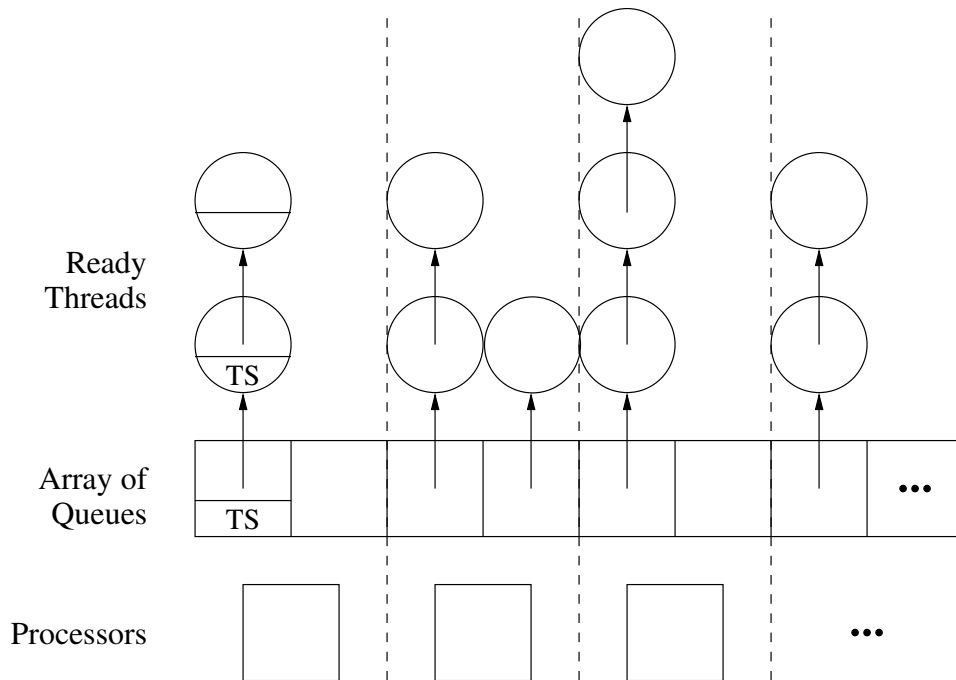 Ready
Threads
TS
Array of
Queues
TS
•••
Processors
•••